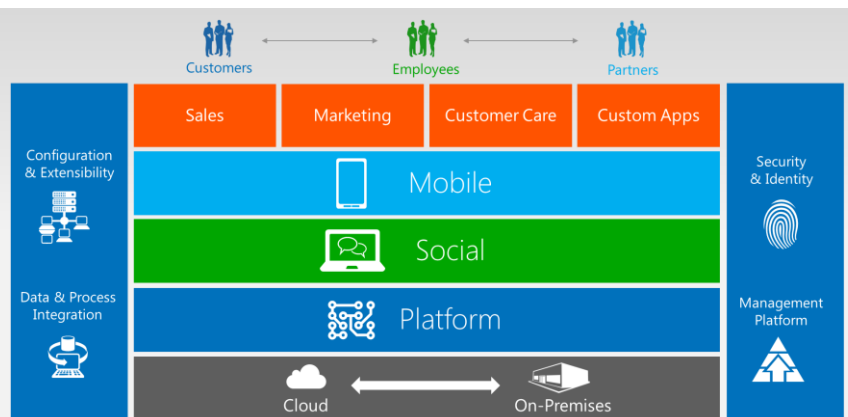 Customers
Employees
Partners
Configuration
& Extensibility
Data & Process
Integration
Sales
Marketing
Customer Care
Custom Apps
Mobile
Social
Platform
Cloud
On-Premises
Security
& Identity
Management
Platform